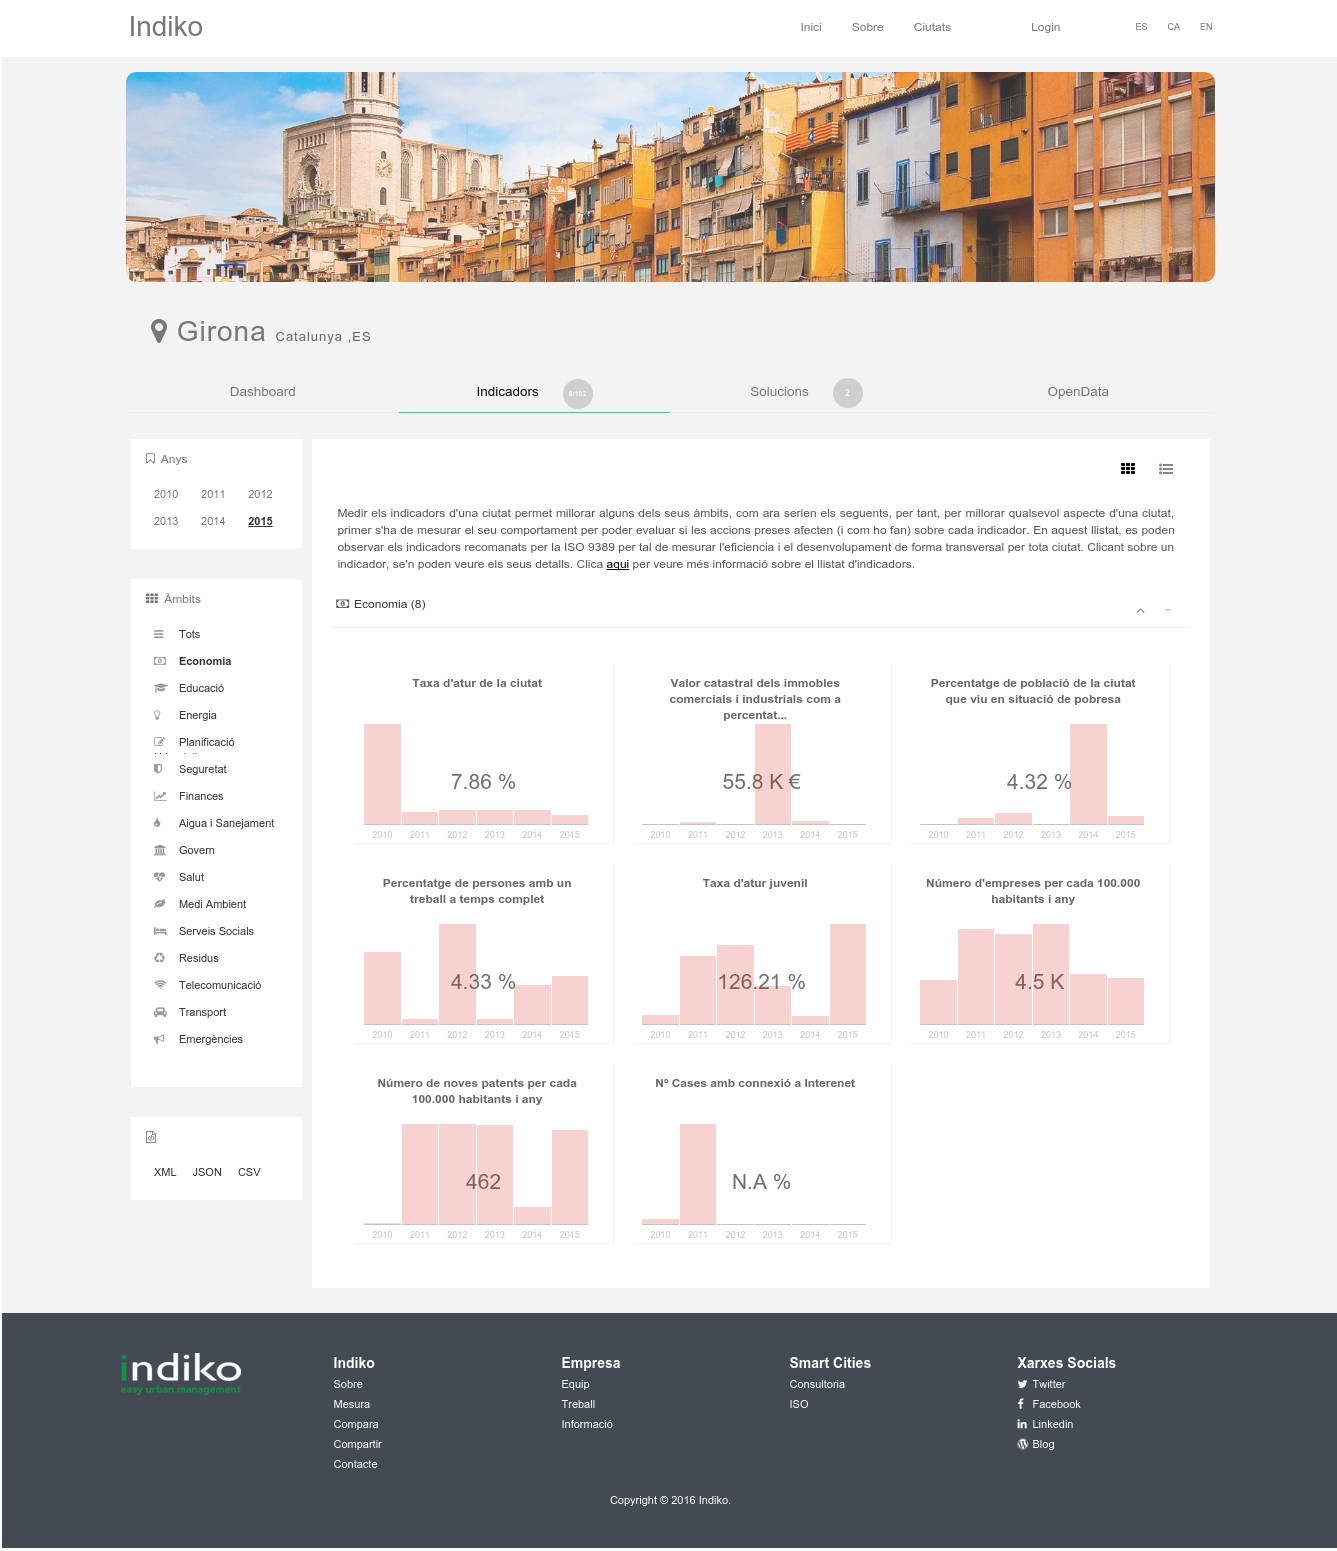 Indiko
Inici Sobre Ciutats Login ES CA EN
Girona Catalunya ,ES
Dashboard Indicadors 8/102 Solucions 2 OpenData
Anys
2010 2011 2012
2013 2014 2015
Àmbits
Tots
Economia
Educació
Energia
Planificació
Seguretat
Finances
Aigua i Sanejament
Govern
Salut
Medi Ambient
Serveis Socials
Residus
Telecomunicació
Transport
Emergències
XML JSON CSV
Medir els indicadors d'una ciutat permet millorar alguns dels seus àmbits, com ara serien els seguents, per tant, per millorar qualsevol aspecte d'una ciutat,
primer s'ha de mesurar el seu comportament per poder evaluar si les accions preses afecten (i com ho fan) sobre cada indicador. En aquest llistat, es poden
observar els indicadors recomanats per la ISO 9389 per tal de mesurar l'eficiencia i el desenvolupament de forma transversal per tota ciutat. Clicant sobre un
indicador, se'n poden veure els seus detalls. Clica aqui per veure més informació sobre el llistat d'indicadors.
Economia (8)
Taxa d'atur de la ciutat
7.86 %
2010 2011 2012 2013 2014 2015
Valor catastral dels immobles
comercials i industrials com a
percentat...
55.8 K €
2010 2011 2012 2013 2014 2015
Percentatge de població de la ciutat
que viu en situació de pobresa
4.32 %
2010 2011 2012 2013 2014 2015
Percentatge de persones amb un
treball a temps complet
4.33 %
2010 2011 2012 2013 2014 2015
Taxa d'atur juvenil
126.21 %
2010 2011 2012 2013 2014 2015
Número d'empreses per cada 100.000
habitants i any
4.5 K
2010 2011 2012 2013 2014 2015
Número de noves patents per cada
100.000 habitants i any
462
2010 2011 2012 2013 2014 2015
Nº Cases amb connexió a Interenet
N.A %
2010 2011 2012 2013 2014 2015
indiko
easy urban management
Indiko
Sobre
Mesura
Compara
Compartir
Contacte
Empresa
Equip
Treball
Informació
Smart Cities
Consultoria
ISO
Xarxes Socials
Twitter
Facebook
Linkedin
Blog
Copyright © 2016 Indiko.